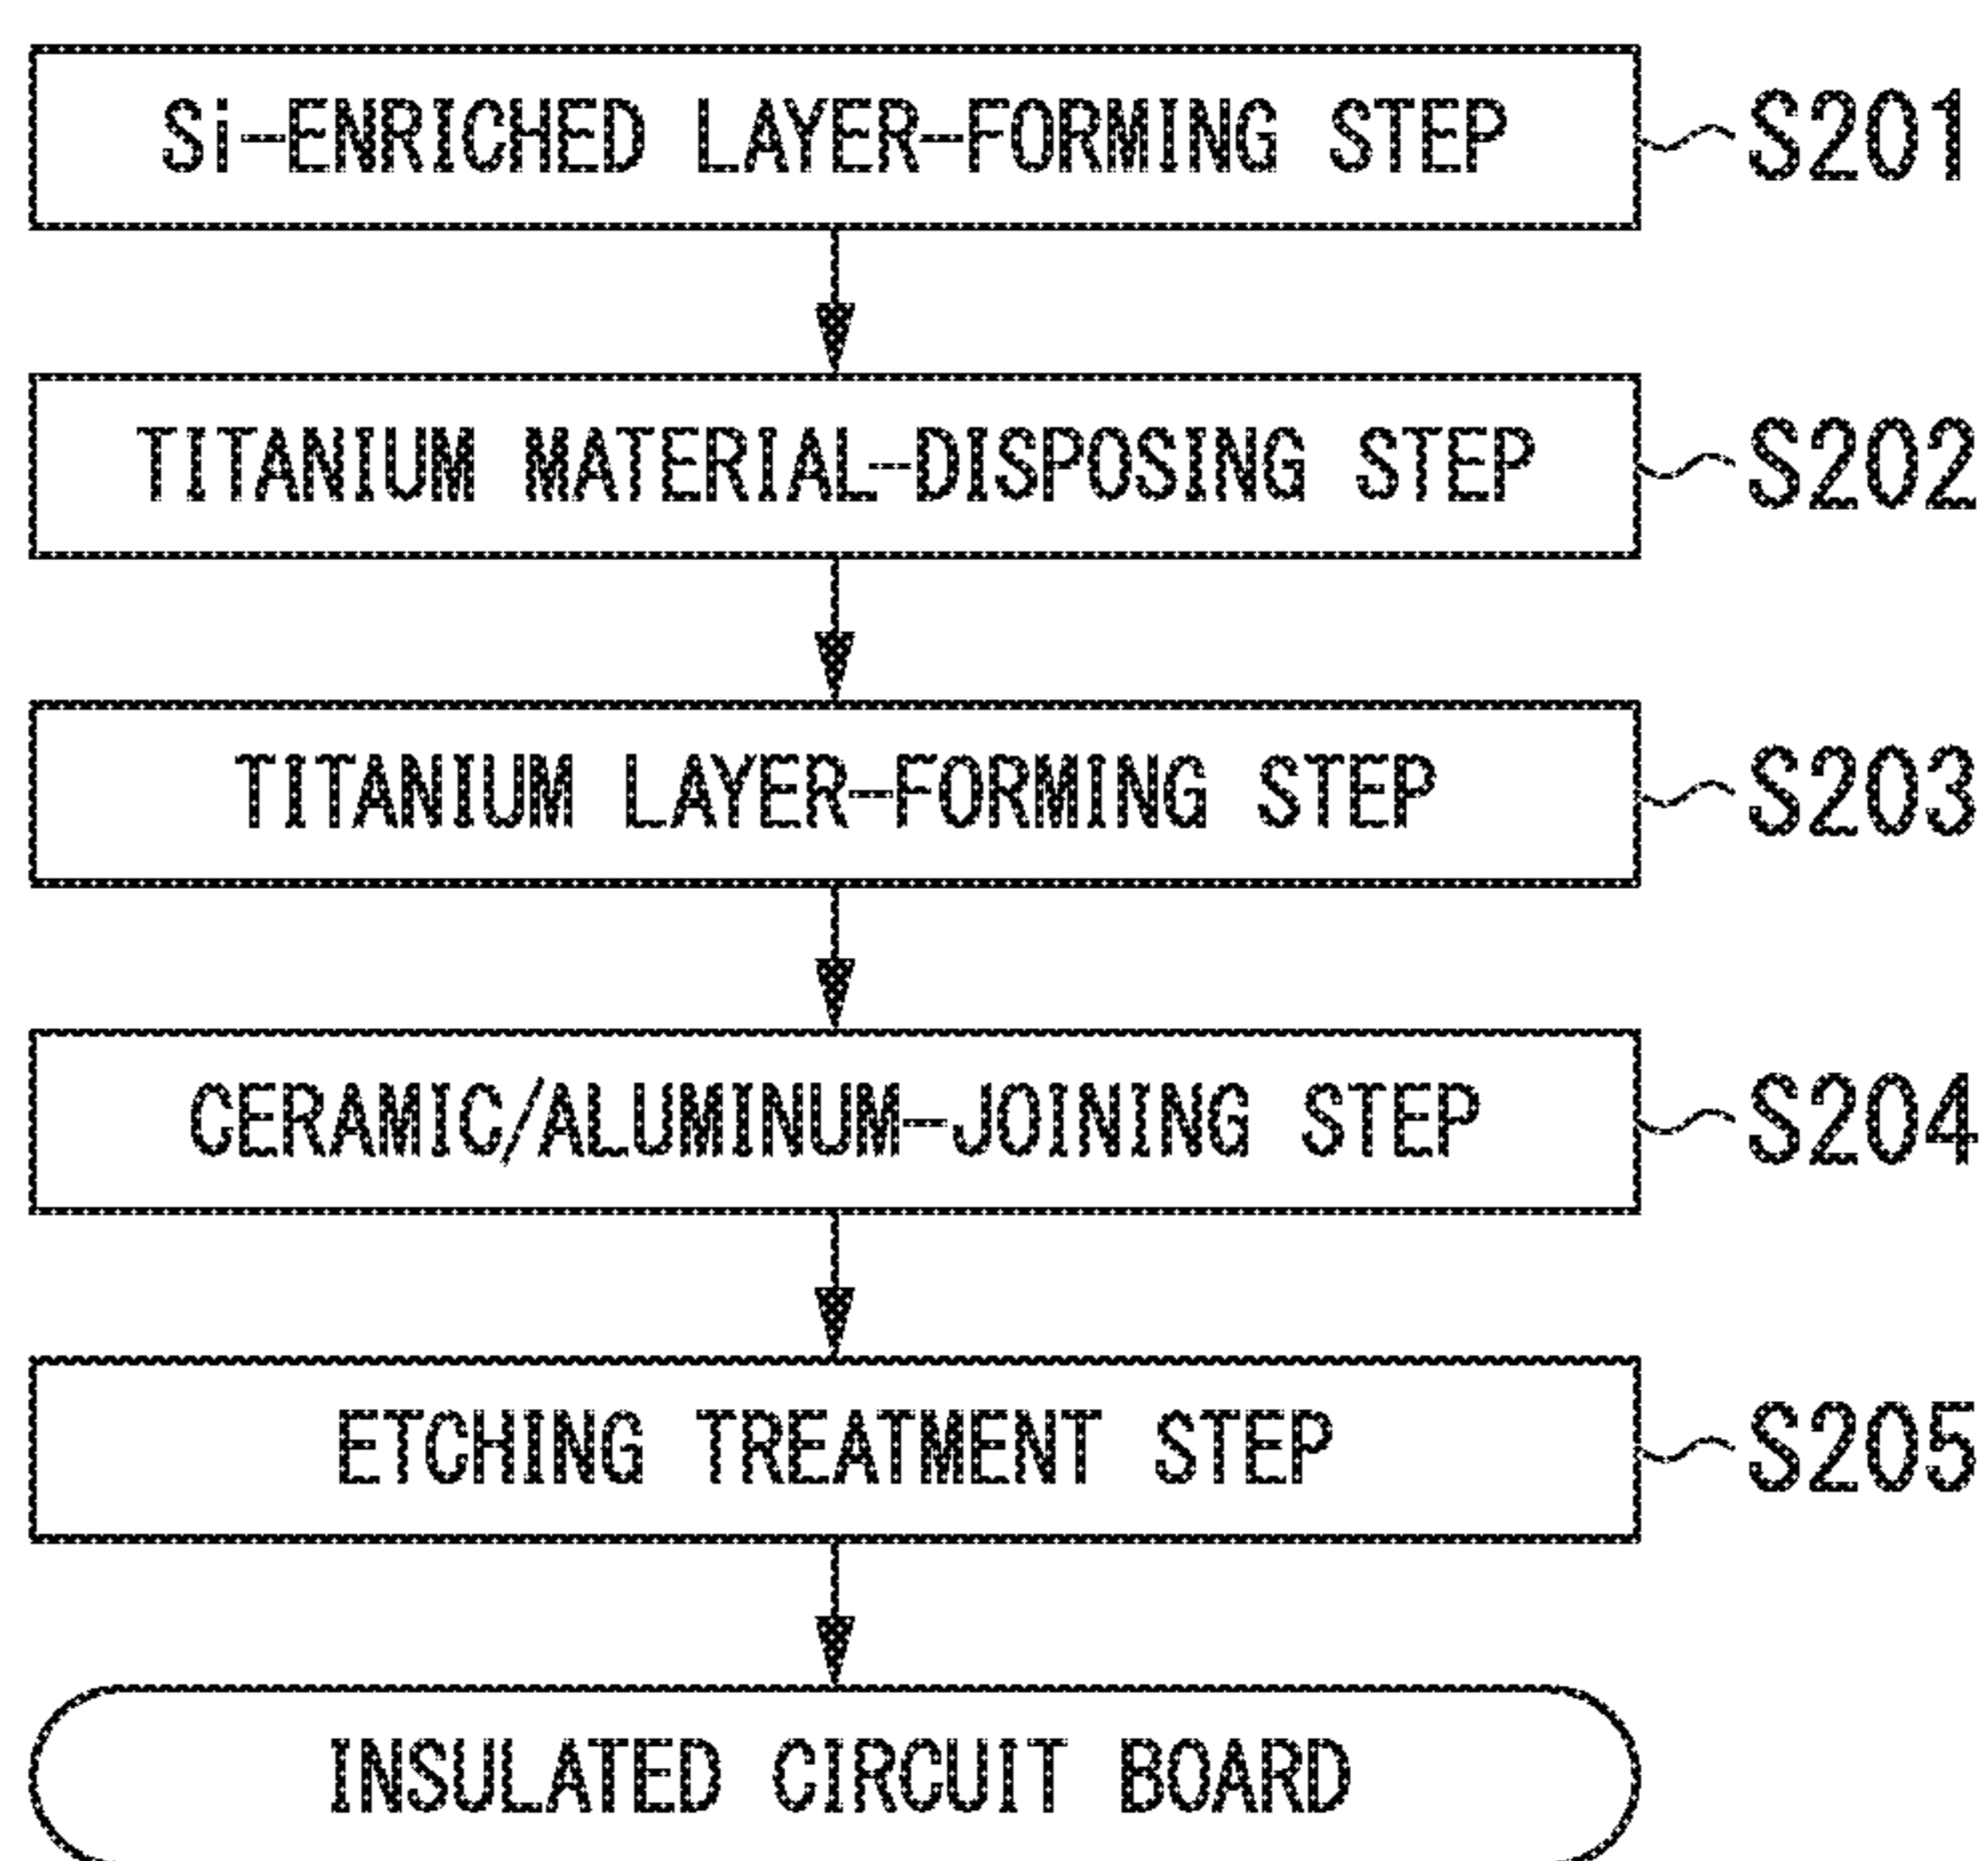 Si-ENRICHED LAYER-FORMING STEP S201
TITANIUM MATERIAL-DISPOSING STEP S202
TITANIUM LAYER-FORMING STEP S203
CERAMIC/ALUMINUM-JOINING STEP S204
ETCHING TREATMENT STEP S205
INSULATED CIRCUIT BOARD